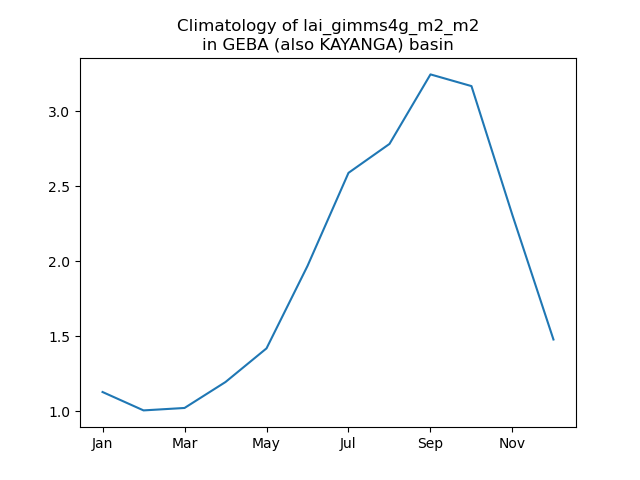 Climatology of lai_gimms4g_m2_m2
in GEBA (also KAYANGA) basin
3.0
2.5
2.0
1.5
1.0
Jan Mar May Jul Sep Nov